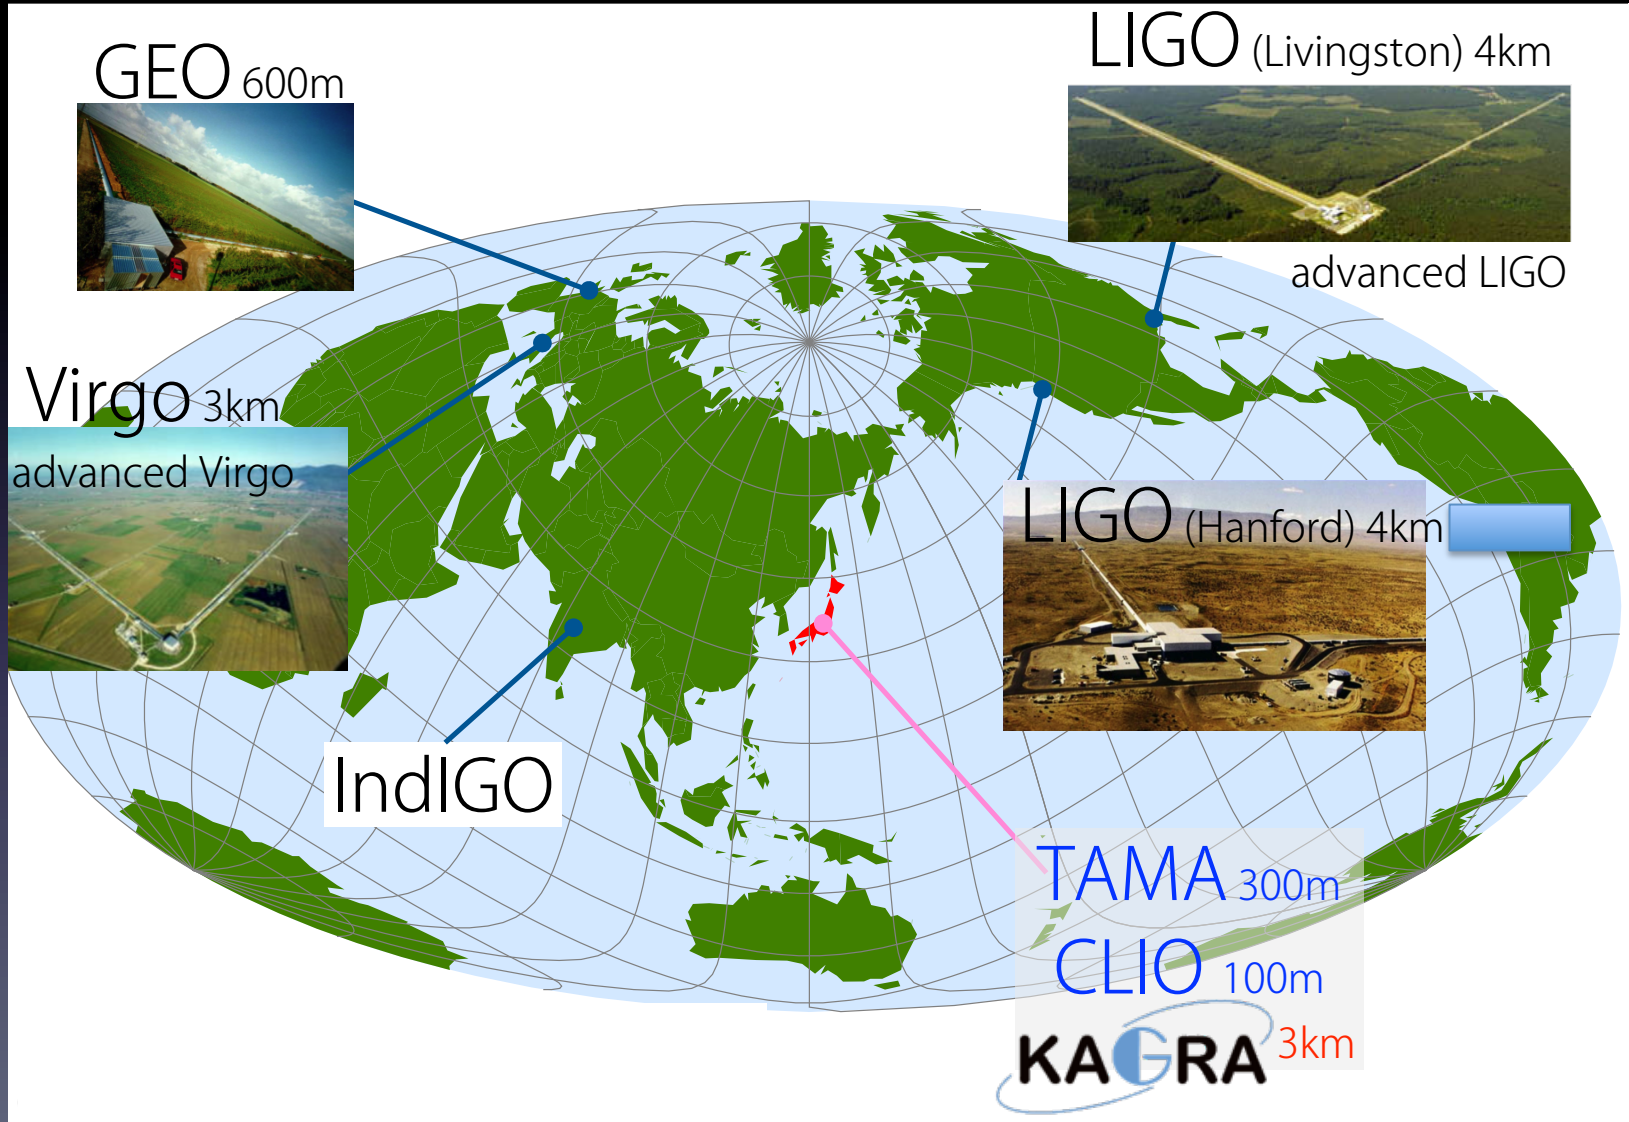 GEO 600m
LIGO (Livingston) 4km
advanced LIGO
Virgo 3km
advanced Virgo
LIGO (Hanford) 4km
IndIGO
TAMA 300m
CLIO 100m
KAGRA 3km